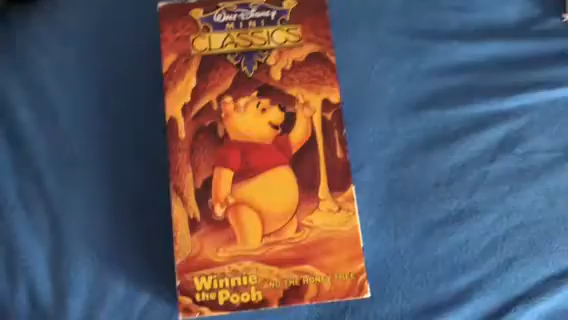 Walt Disney
MINI
CLASSICS
Winnie
the Pooh
AND THE HONEY TREE